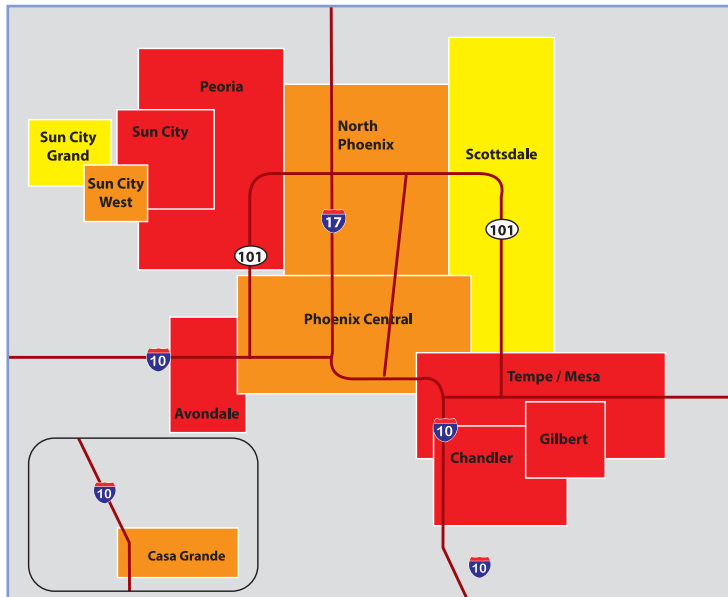 Peoria
North
Phoenix
Sun City
Sun City
Grand
Scottsdale
Sun City
West
17
101
101
Phoenix Central
10
Tempe / Mesa
Avondale
10
Gilbert
Chandler
10
Casa Grande
10